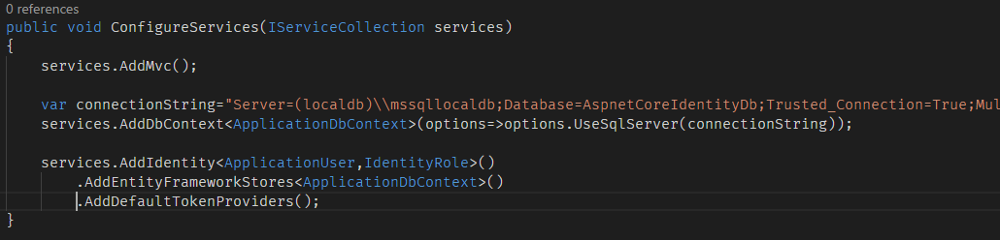 0 references
public void ConfigureServices(IServiceCollection services)
{
services.AddMvc();
var connectionString="Server=(localdb)\\mssqllocaldb;Database=AspnetCoreIdentityDb;Trusted_Connection=True;Mul
services.AddDbContext<ApplicationDbContext>(options=>options.UseSqlServer(connectionString));
services.AddIdentity<ApplicationUser,IdentityRole>()
.AddEntityFrameworkStores<ApplicationDbContext>()
.AddDefaultTokenProviders();
}